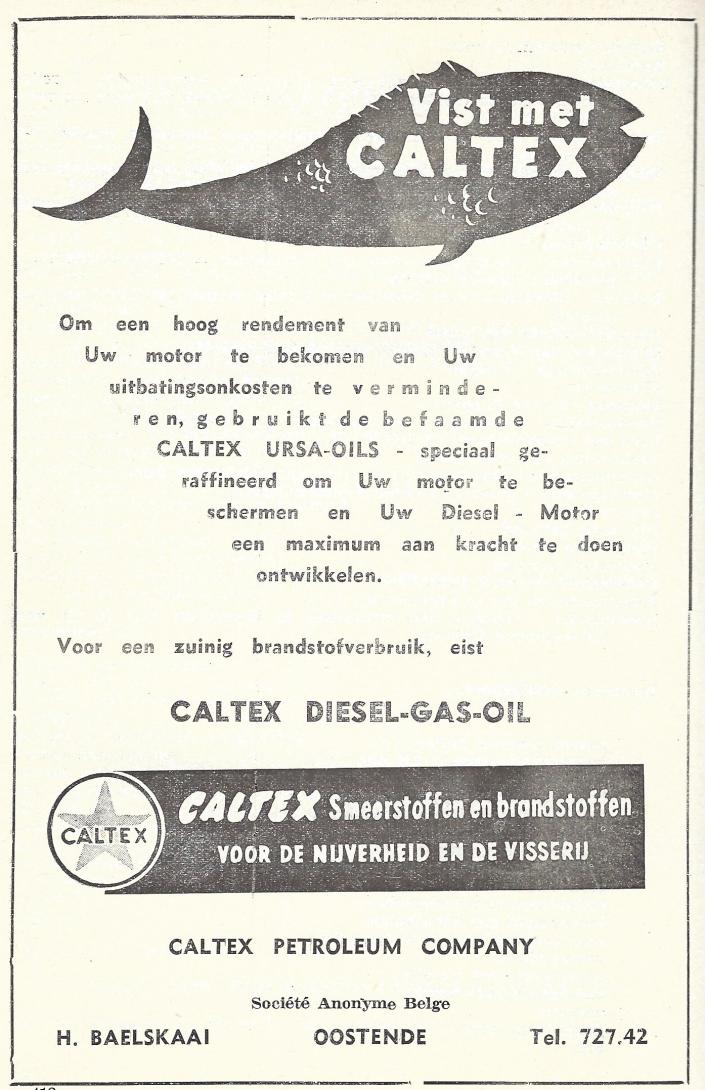 Vist met
CALTEX
Om een hoog rendement van
Uw motor te bekomen en Uw
uitbatingsonkosten te verminde-
ren, gebruikt de befaamde
CALTEX URSA-OILS - speciaal ge-
raffineerd om Uw motor te be-
schermen en Uw Diesel - Motor
een maximum aan kracht te doen
ontwikkelen.
Voor een zuinig brandstofverbruik, eist
CALTEX DIESEL-GAS-OIL
CALTEX
CALTEX Smeerstoffen en brandstoffen
VOOR DE NIJVERHEID EN DE VISSERIJ
CALTEX PETROLEUM COMPANY
Société Anonyme Belge
H. BAELSKAAI OOSTENDE Tel. 727.42